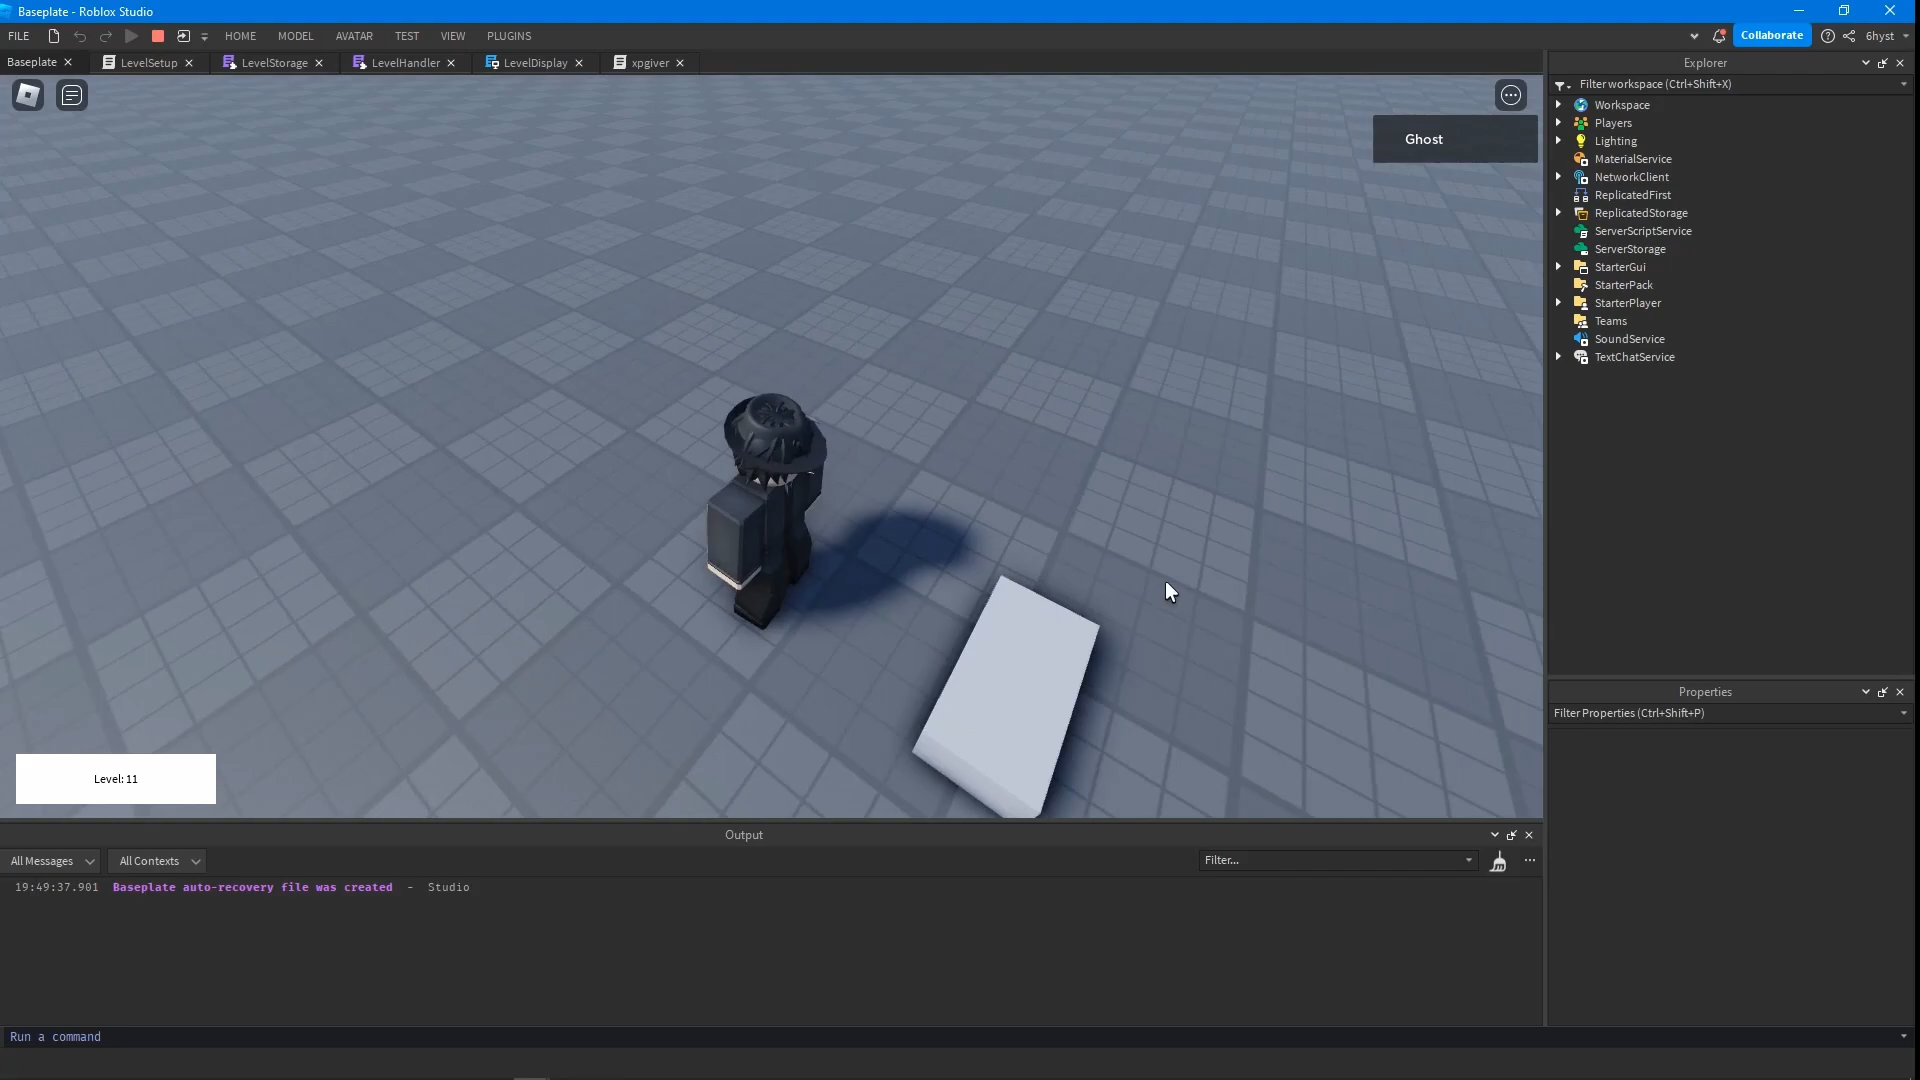 Baseplate - Roblox Studio
FILE HOME MODEL AVATAR TEST VIEW PLUGINS Collaborate 6hyst
Baseplate LevelSetup LevelStorage LevelHandler LevelDisplay xpgiver
Ghost
Level: 11
Explorer
Filter workspace (Ctrl+Shift+X)
Workspace
Players
Lighting
MaterialService
NetworkClient
ReplicatedFirst
ReplicatedStorage
ServerScriptService
ServerStorage
StarterGui
StarterPack
StarterPlayer
Teams
SoundService
TextChatService
Properties
Filter Properties (Ctrl+Shift+P)
Output
All Messages All Contexts Filter...
19:49:37.901 Baseplate auto-recovery file was created - Studio
Run a command